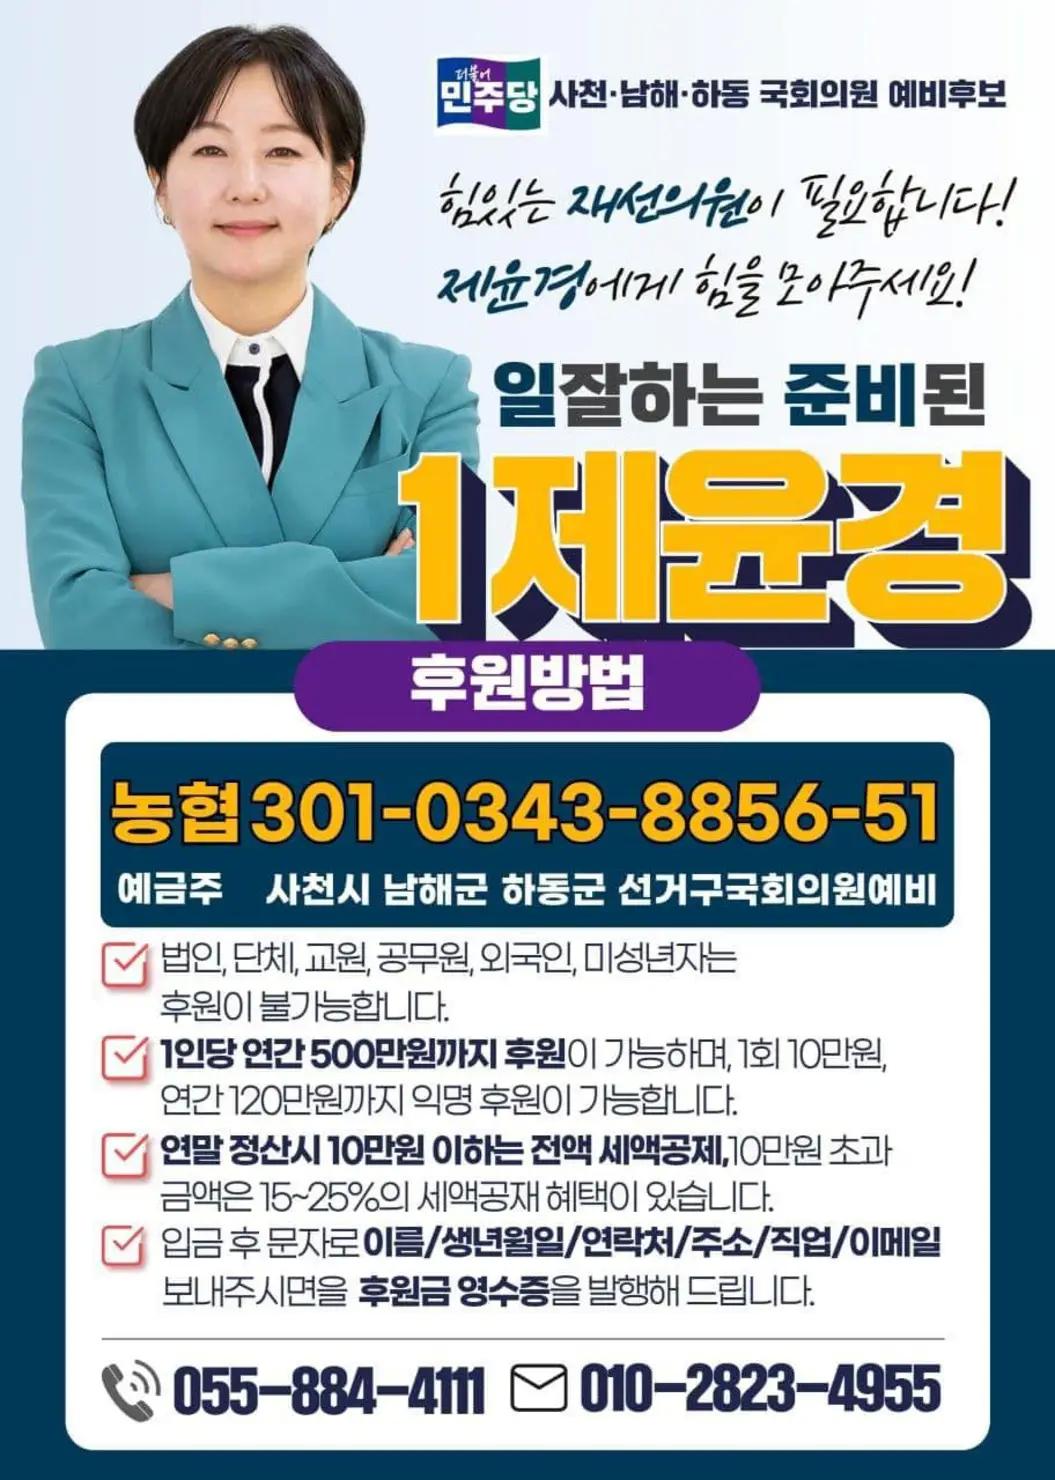 더불어
민주당 사천·남해·하동 국회의원 예비후보
힘있는 재선의원이 필요합니다!
제윤경에게 힘을 모아주세요!
일잘하는 준비된
1제윤경
후원방법
농협 301-0343-8856-51
예금주 사천시 남해군 하동군 선거구국회의원예비
법인, 단체, 교원, 공무원, 외국인, 미성년자는
후원이 불가능합니다.
1인당 연간 500만원까지 후원이 가능하며, 1회 10만원,
연간 120만원까지 익명 후원이 가능합니다.
연말 정산시 10만원 이하는 전액 세액공제,10만원 초과
금액은 15~25%의 세액공재 혜택이 있습니다.
입금 후 문자로 이름/생년월일/연락처/주소/직업/이메일
보내주시면을 후원금 영수증을 발행해 드립니다.
055-884-4111 010-2823-4955